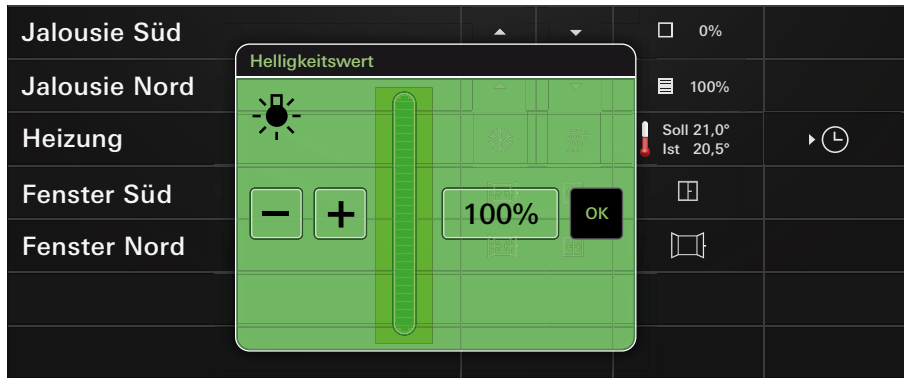 Jalousie Süd
0%
Helligkeitswert
Jalousie Nord
100%
Heizung
Soll 21,0°
Ist 20,5°
Fenster Süd
100%
OK
Fenster Nord